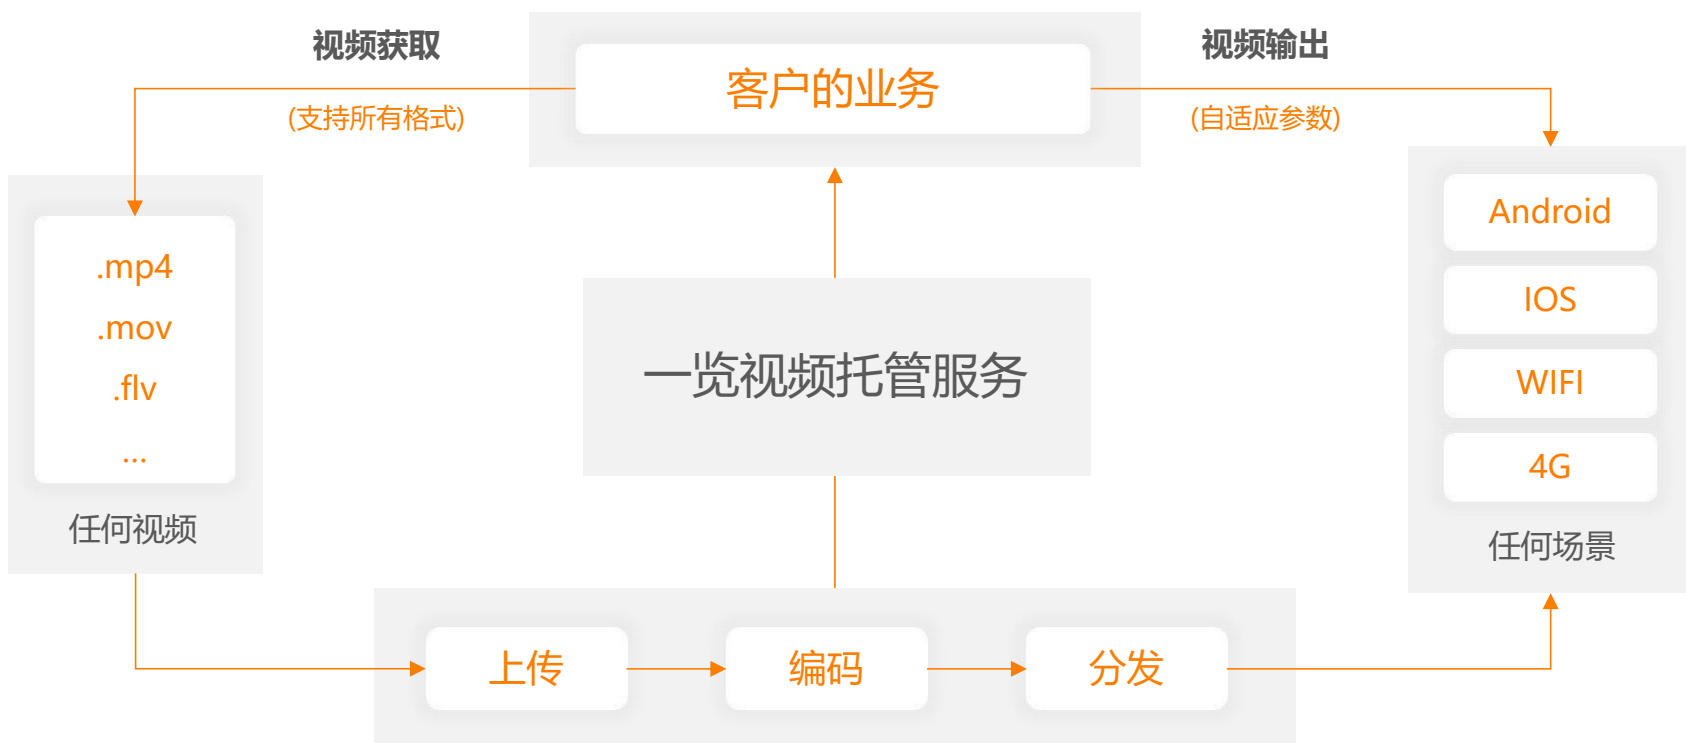 视频获取
(支持所有格式)
客户的业务
视频输出
(自适应参数)
.mp4
.mov
.flv
...
任何视频
一览视频托管服务
Android
IOS
WIFI
4G
任何场景
上传
编码
分发